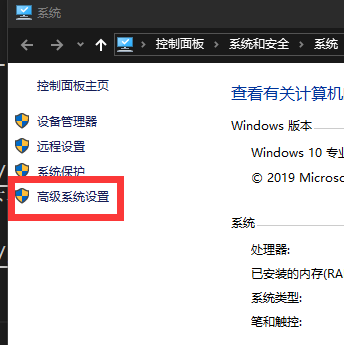 系统
控制面板 系统和安全 系统
控制面板主页
设备管理器
远程设置
系统保护
高级系统设置
查看有关计算机
Windows 版本
Windows 10 专业
© 2019 Microso
系统
处理器:
已安装的内存(RA
系统类型:
笔和触控: